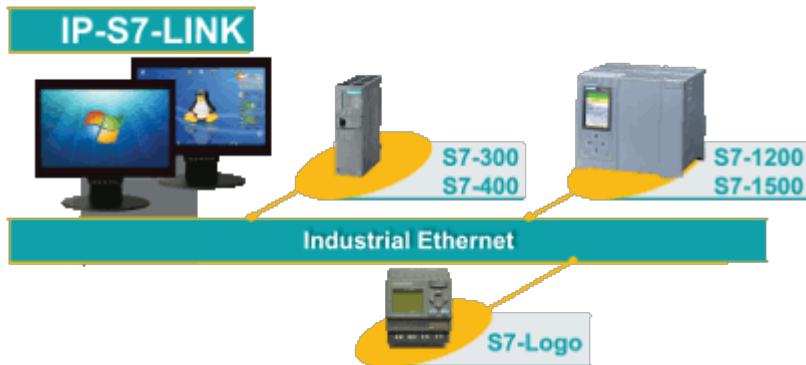 IP-S7-LINK
S7-300
S7-400
S7-1200
S7-1500
Industrial Ethernet
S7-Logo